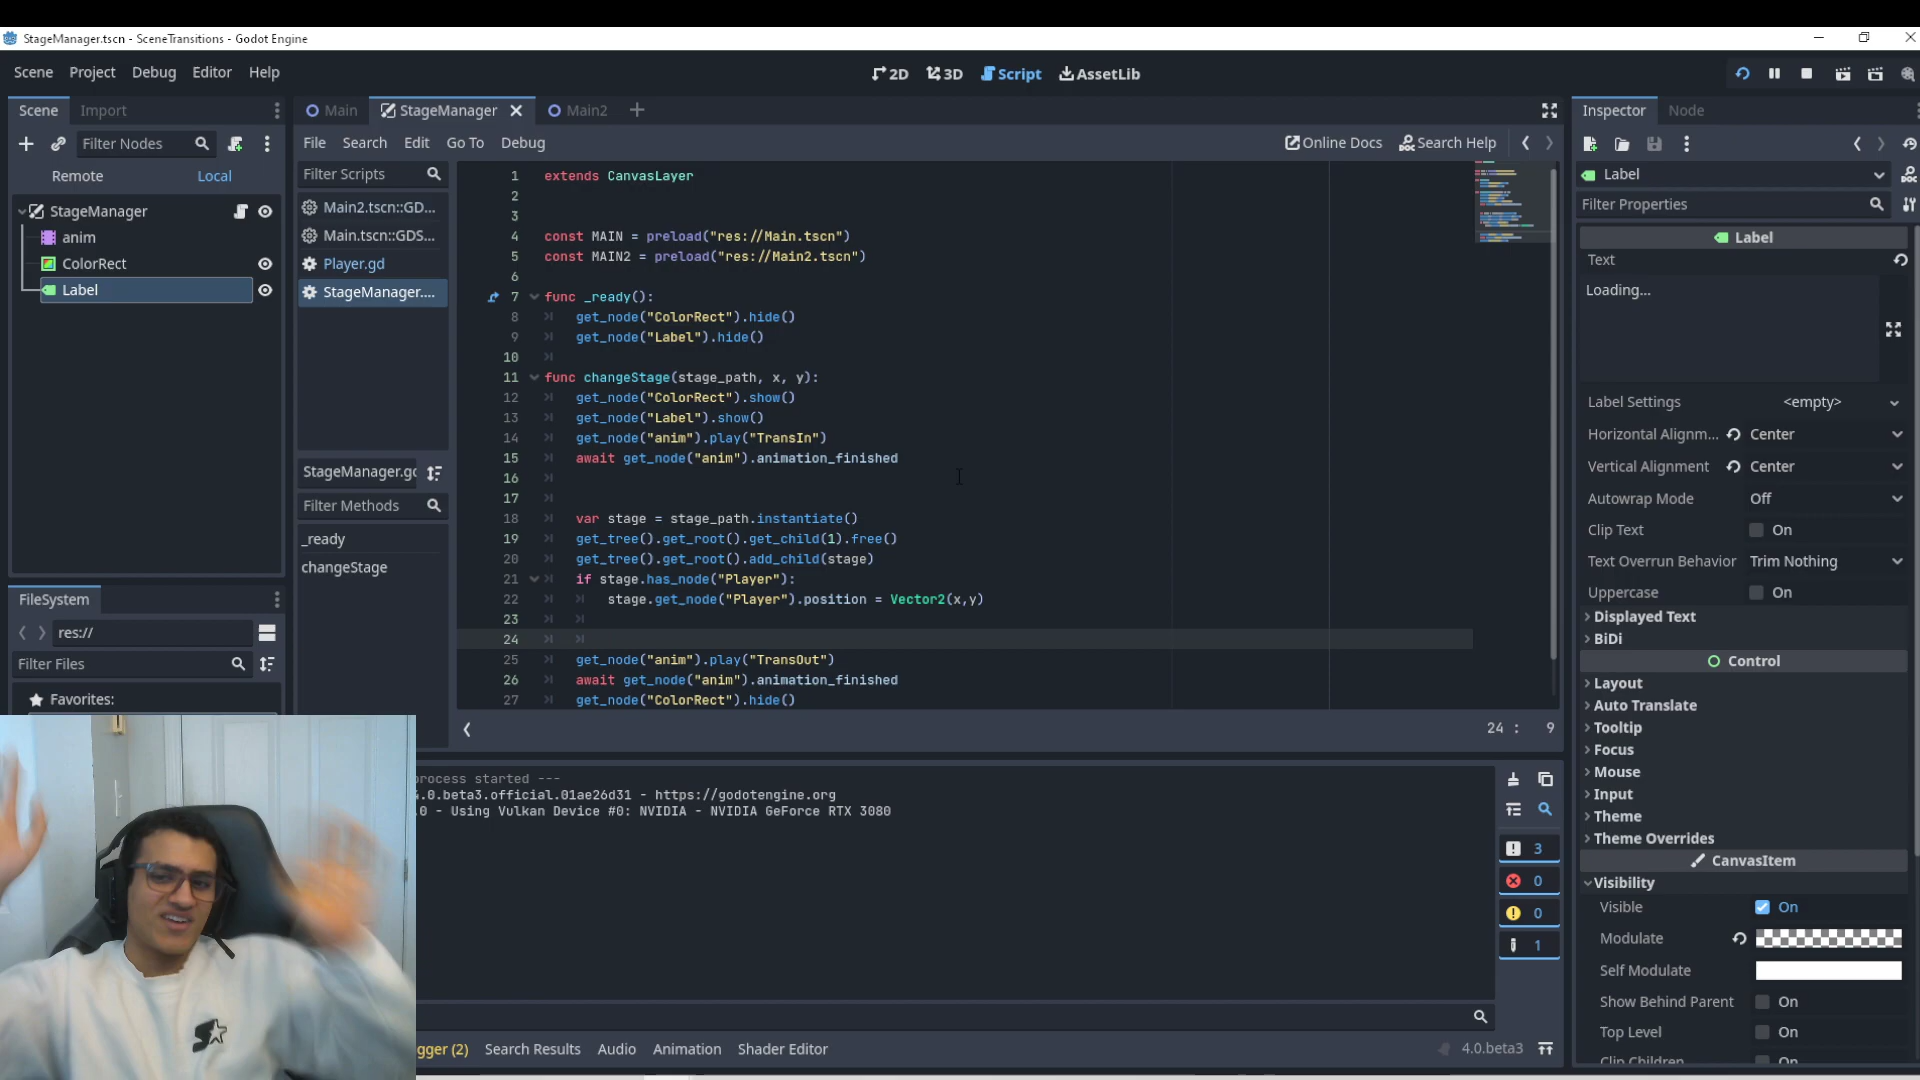 StageManager.tscn - SceneTransitions - Godot Engine
Scene Project Debug Editor Help
2D 3D Script AssetLib
Scene Import
Filter Nodes
Remote Local
StageManager
anim
ColorRect
Label
FileSystem
res://
Filter Files
Favorites:
Main StageManager Main2
File Search Edit Go To Debug
Online Docs Search Help
Filter Scripts
Main2.tscn::GD...
Main.tscn::GDS...
Player.gd
StageManager....
StageManager.gd
Filter Methods
_ready
changeStage
1 extends CanvasLayer
2
3
4 const MAIN = preload("res://Main.tscn")
5 const MAIN2 = preload("res://Main2.tscn")
6
7 func _ready():
8 get_node("ColorRect").hide()
9 get_node("Label").hide()
10
11 func changeStage(stage_path, x, y):
12 get_node("ColorRect").show()
13 get_node("Label").show()
14 get_node("anim").play("TransIn")
15 await get_node("anim").animation_finished
16
17
18 var stage = stage_path.instantiate()
19 get_tree().get_root().get_child(1).free()
20 get_tree().get_root().add_child(stage)
21 if stage.has_node("Player"):
22 stage.get_node("Player").position = Vector2(x,y)
23
24
25 get_node("anim").play("TransOut")
26 await get_node("anim").animation_finished
27 get_node("ColorRect").hide()
24 : 9
process started ---
.0.beta3.official.01ae26d31 - https://godotengine.org
.0 - Using Vulkan Device #0: NVIDIA - NVIDIA GeForce RTX 3080
3
0
0
1
gger (2) Search Results Audio Animation Shader Editor
4.0.beta3
Inspector Node
Label
Filter Properties
Label
Text
Loading...
Label Settings <empty>
Horizontal Alignm... Center
Vertical Alignment Center
Autowrap Mode Off
Clip Text On
Text Overrun Behavior Trim Nothing
Uppercase On
Displayed Text
BiDi
Control
Layout
Auto Translate
Tooltip
Focus
Mouse
Input
Theme
Theme Overrides
CanvasItem
Visibility
Visible On
Modulate
Self Modulate
Show Behind Parent On
Top Level On
Clip Children On